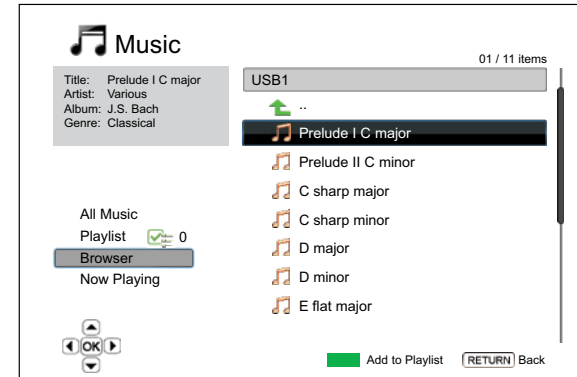 Music
01 / 11 items
Title: Prelude I C major
Artist: Various
Album: J.S. Bach
Genre: Classical
USB1
..
Prelude I C major
Prelude II C minor
C sharp major
C sharp minor
D major
D minor
E flat major
All Music
Playlist 0
Browser
Now Playing
OK
Add to Playlist RETURN Back